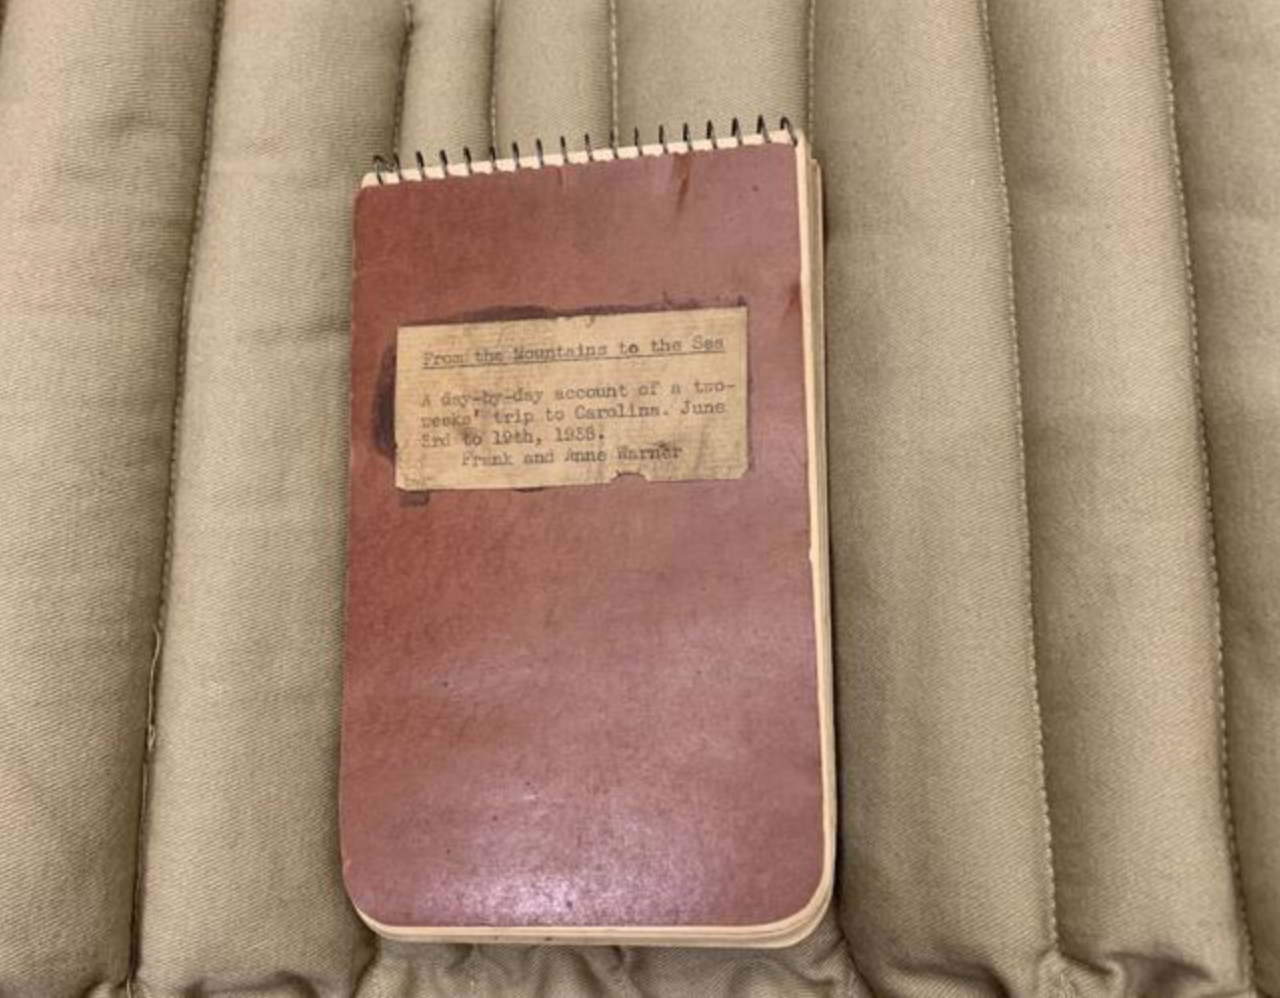 From the Mountains to the Sea
A day-by-day account of a two-
weeks' trip to Carolina. June
3rd to 19th, 1938.
Frank and Anne Warner